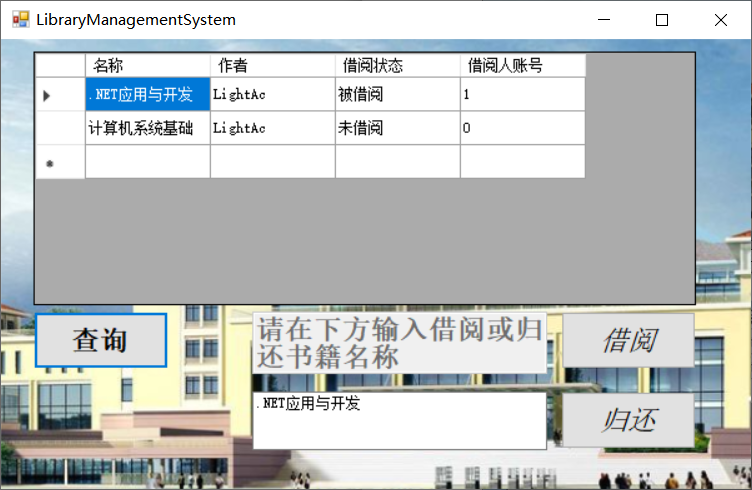 LibraryManagementSystem
名称 作者 借阅状态 借阅人账号
.NET应用与开发 LightAc 被借阅 1
计算机系统基础 LightAc 未借阅 0
查询
请在下方输入借阅或归
还书籍名称
借阅
.NET应用与开发
归还